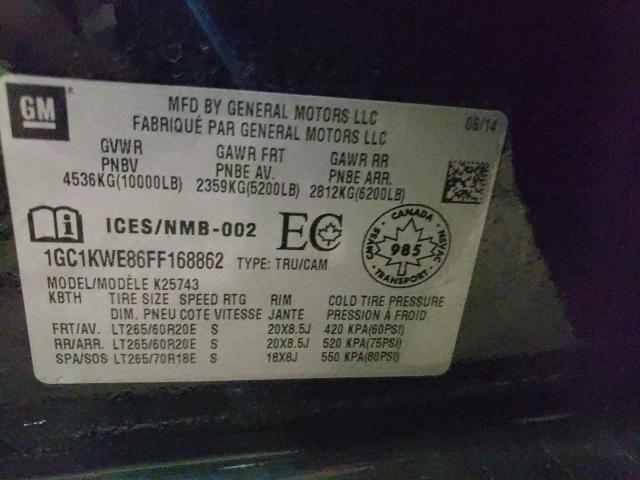 GM
MFD BY GENERAL MOTORS LLC
FABRIQUÉ PAR GENERAL MOTORS LLC
06/14
GVWR GAWR FRT GAWR RR
PNBV PNBE AV. PNBE ARR.
4536KG(10000LB) 2359KG(5200LB) 2812KG(6200LB)
i ICES/NMB-002 EC
CANADA
CMVSS 985 NSVAC
TRANSPORT
1GC1KWE86FF168862 TYPE: TRU/CAM
MODEL/MODÈLE K25743
KBTH TIRE SIZE SPEED RTG RIM COLD TIRE PRESSURE
DIM. PNEU COTE VITESSE JANTE PRESSION À FROID
FRT/AV. LT265/60R20E S 20X8.5J 420 KPA(60PSI)
RR/ARR. LT265/60R20E S 20X8.5J 520 KPA(75PSI)
SPA/SOS LT265/70R18E S 18X8J 550 KPA(80PSI)